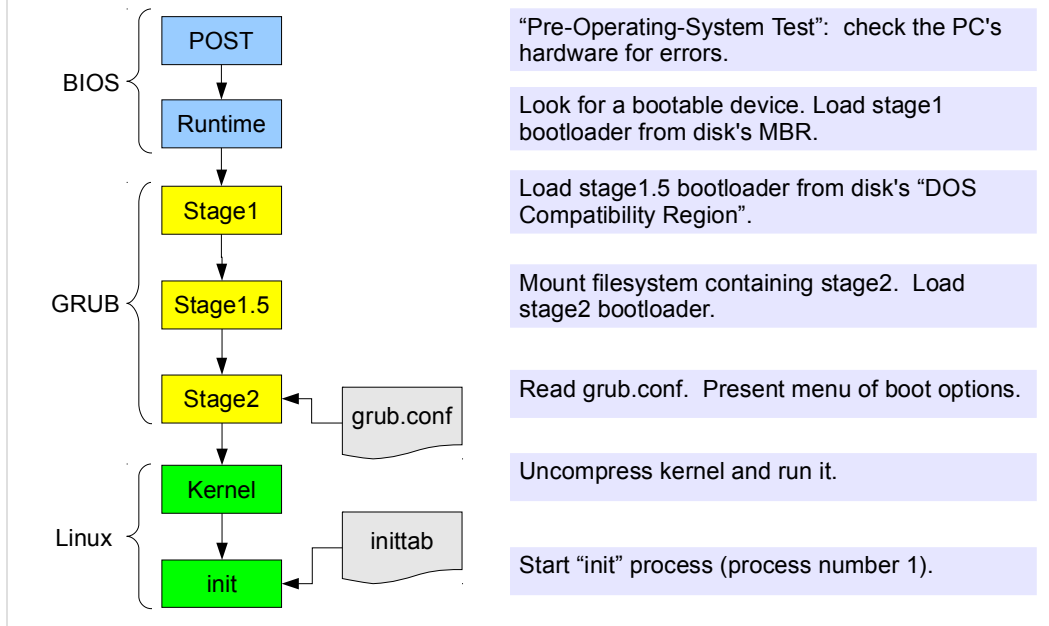 BIOS
POST
“Pre-Operating-System Test”:  check the PC's
hardware for errors.
Runtime
Look for a bootable device. Load stage1
bootloader from disk's MBR.
GRUB
Stage1
Load stage1.5 bootloader from disk's “DOS
Compatibility Region”.
Stage1.5
Mount filesystem containing stage2.  Load
stage2 bootloader.
Stage2
grub.conf
Read grub.conf.  Present menu of boot options.
Linux
Kernel
Uncompress kernel and run it.
inittab
init
Start “init” process (process number 1).